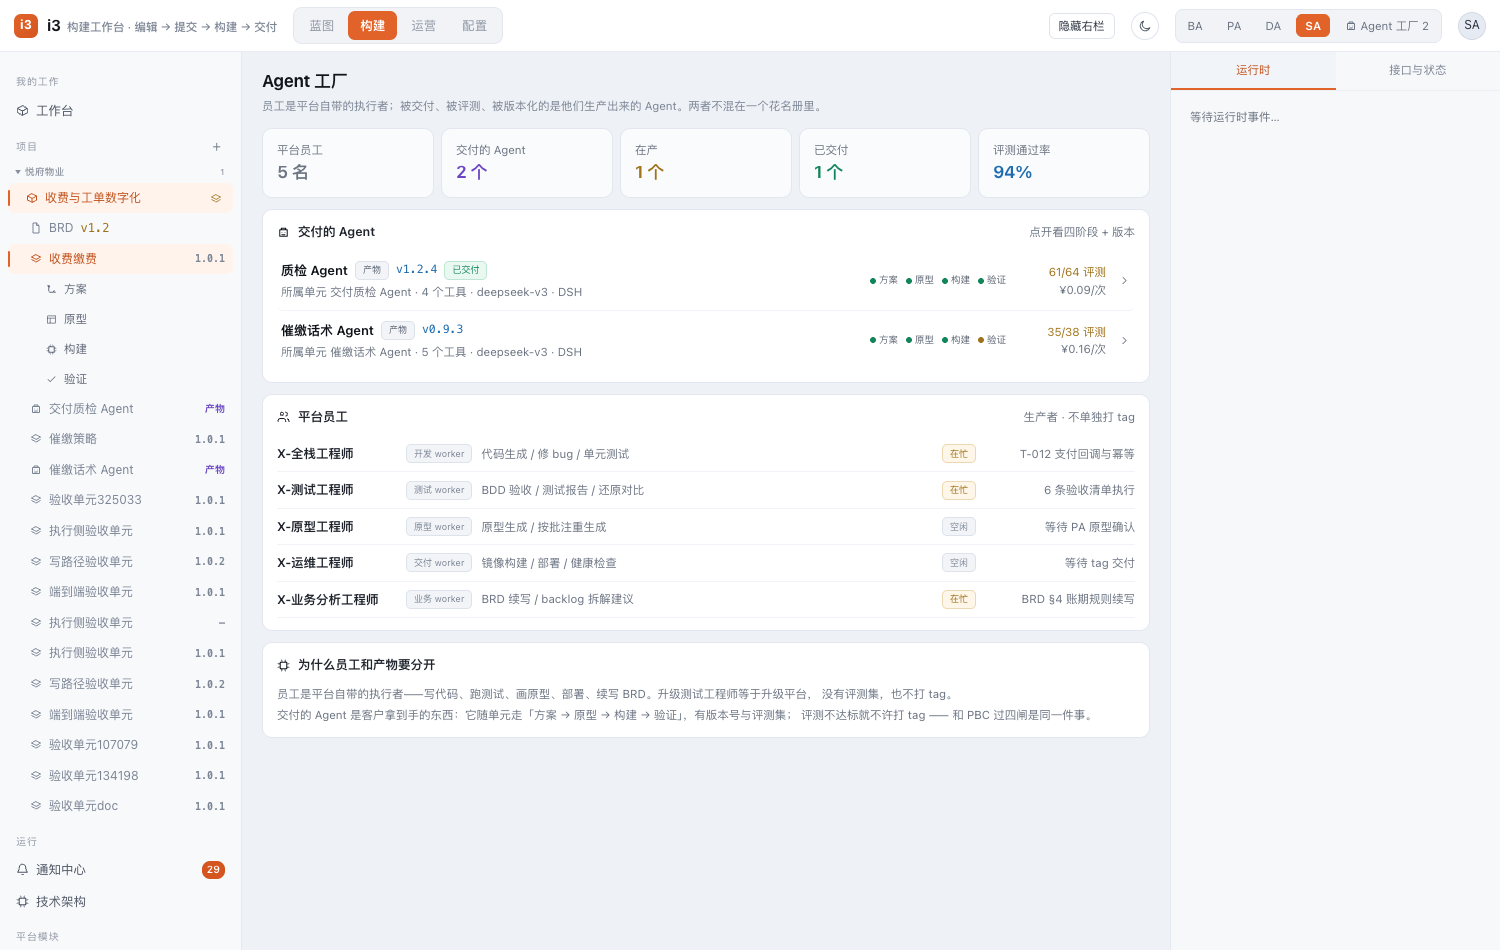 i3 i3 构建工作台 · 编辑 → 提交 → 构建 → 交付 蓝图 构建 运营 配置 隐藏右栏 BA PA DA SA Agent 工厂 2 SA
我的工作
工作台
项目 +
悦府物业 1
收费与工单数字化
BRD v1.2
收费缴费 1.0.1
方案
原型
构建
验证
交付质检 Agent 产物
催缴策略 1.0.1
催缴话术 Agent 产物
验收单元325033 1.0.1
执行侧验收单元 1.0.1
写路径验收单元 1.0.2
端到端验收单元 1.0.1
执行侧验收单元 —
执行侧验收单元 1.0.1
写路径验收单元 1.0.2
端到端验收单元 1.0.1
验收单元107079 1.0.1
验收单元134198 1.0.1
验收单元doc 1.0.1
运行
通知中心 29
技术架构
平台模块
Agent 工厂
员工是平台自带的执行者；被交付、被评测、被版本化的是他们生产出来的 Agent。两者不混在一个花名册里。
平台员工
5 名
交付的 Agent
2 个
在产
1 个
已交付
1 个
评测通过率
94%
交付的 Agent 点开看四阶段 + 版本
质检 Agent 产物 v1.2.4 已交付
所属单元 交付质检 Agent · 4 个工具 · deepseek-v3 · DSH
方案 原型 构建 验证
61/64 评测
¥0.09/次
催缴话术 Agent 产物 v0.9.3
所属单元 催缴话术 Agent · 5 个工具 · deepseek-v3 · DSH
方案 原型 构建 验证
35/38 评测
¥0.16/次
平台员工 生产者 · 不单独打 tag
X-全栈工程师 开发 worker 代码生成 / 修 bug / 单元测试 在忙 T-012 支付回调与幂等
X-测试工程师 测试 worker BDD 验收 / 测试报告 / 还原对比 在忙 6 条验收清单执行
X-原型工程师 原型 worker 原型生成 / 按批注重生成 空闲 等待 PA 原型确认
X-运维工程师 交付 worker 镜像构建 / 部署 / 健康检查 空闲 等待 tag 交付
X-业务分析工程师 业务 worker BRD 续写 / backlog 拆解建议 在忙 BRD §4 账期规则续写
为什么员工和产物要分开
员工是平台自带的执行者——写代码、跑测试、画原型、部署、续写 BRD。升级测试工程师等于升级平台， 没有评测集，也不打 tag。
交付的 Agent 是客户拿到手的东西：它随单元走「方案 → 原型 → 构建 → 验证」，有版本号与评测集； 评测不达标就不许打 tag —— 和 PBC 过四闸是同一件事。
运行时 接口与状态
等待运行时事件...